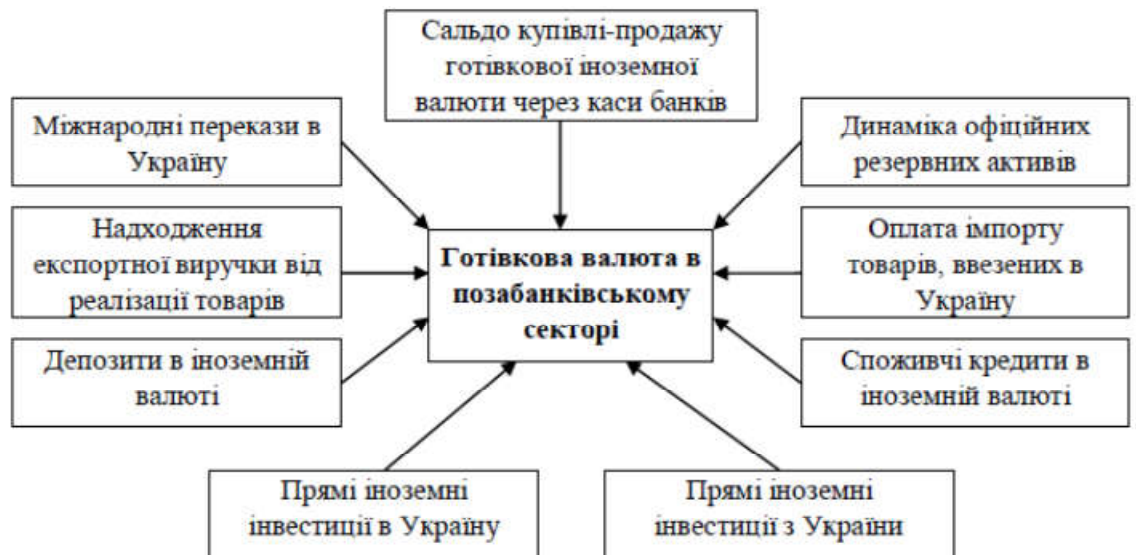 Сальдо купівлі-продажу
готівкової іноземної
валюти через каси банків
Міжнародні перекази в
Україну
Динаміка офіційних
резервних активів
Надходження
експортної виручки від
реалізації товарів
Готівкова валюта в
позабанківському
секторі
Оплата імпорту
товарів, ввезених в
Україну
Депозити в іноземній
валюті
Споживчі кредити в
іноземній валюті
Прямі іноземні
інвестиції в Україну
Прямі іноземні
інвестиції з України